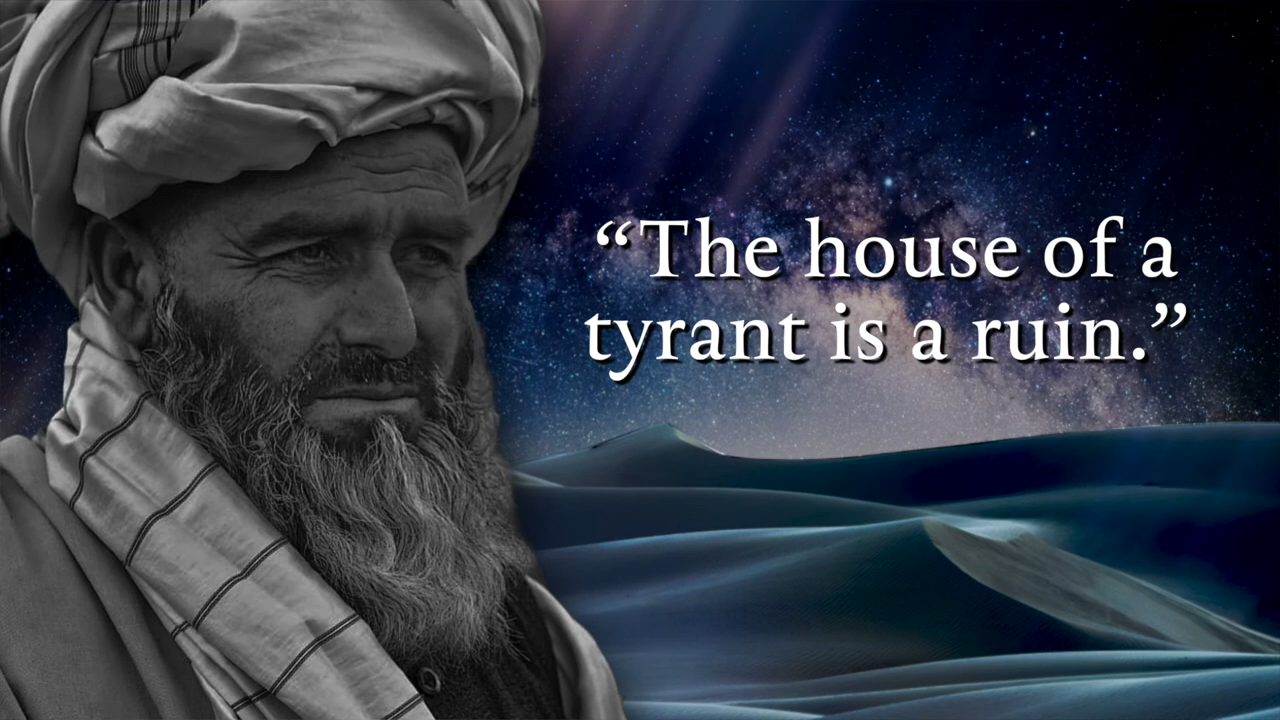 “The house of a
tyrant is a ruin.”